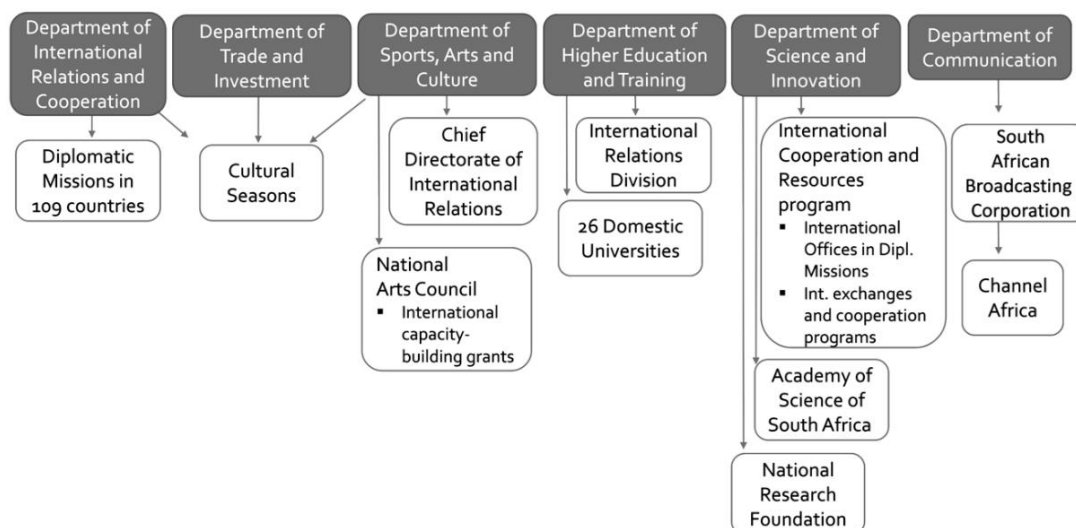 Department of
International
Relations and
Cooperation
Department of
Trade and
Investment
Department of
Sports, Arts and
Culture
Department of
Higher Education
and Training
Department of
Science and
Innovation
Department of
Communication
Diplomatic
Missions in
109 countries
Cultural
Seasons
Chief
Directorate of
International
Relations
National
Arts Council
▪ International
capacity-
building grants
International
Relations
Division
26 Domestic
Universities
International
Cooperation and
Resources
program
▪ International
Offices in Dipl.
Missions
▪ Int. exchanges
and cooperation
programs
Academy of
Science of
South Africa
National
Research
Foundation
South
African
Broadcasting
Corporation
Channel
Africa